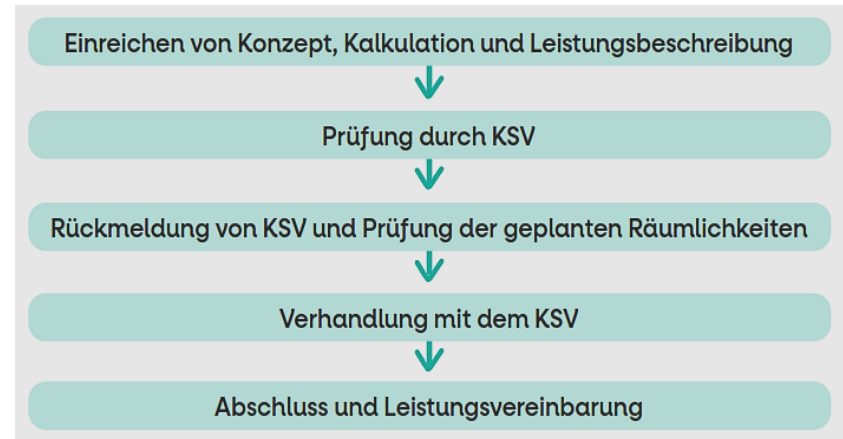 Einreichen von Konzept, Kalkulation und Leistungsbeschreibung
Prüfung durch KSV
Rückmeldung von KSV und Prüfung der geplanten Räumlichkeiten
Verhandlung mit dem KSV
Abschluss und Leistungsvereinbarung